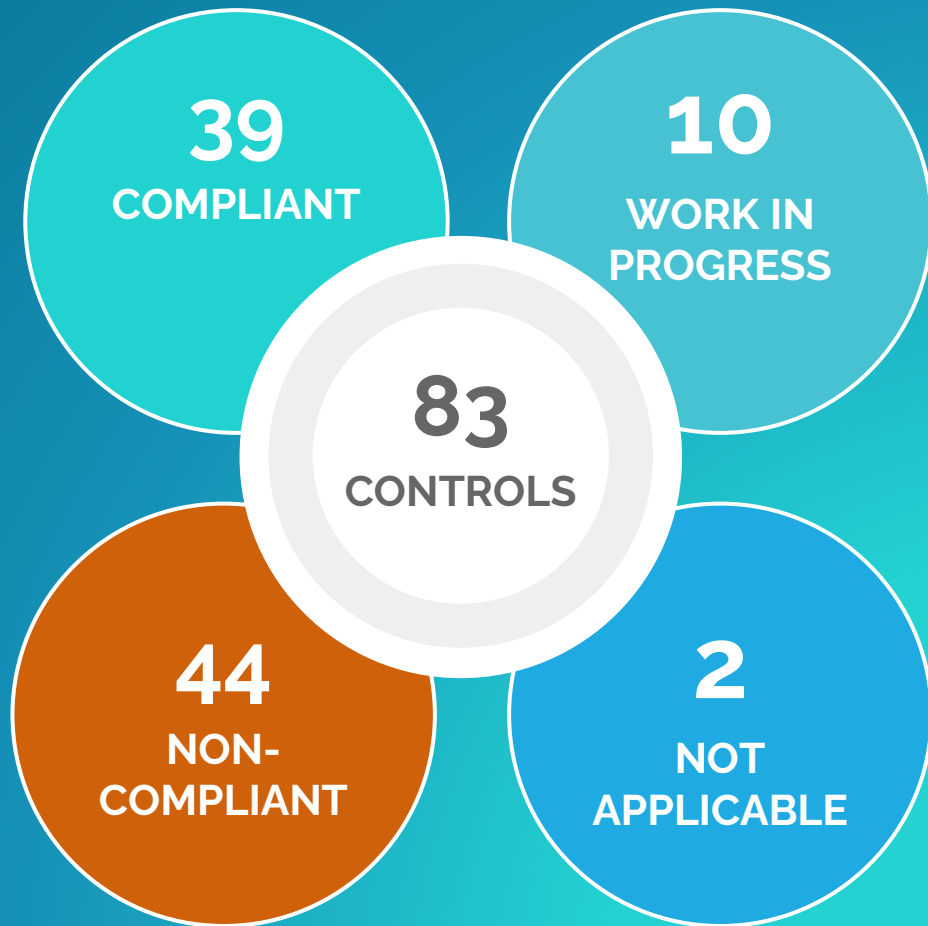 39
COMPLIANT
10
WORK IN
PROGRESS
83
CONTROLS
44
NON-
COMPLIANT
2
NOT
APPLICABLE